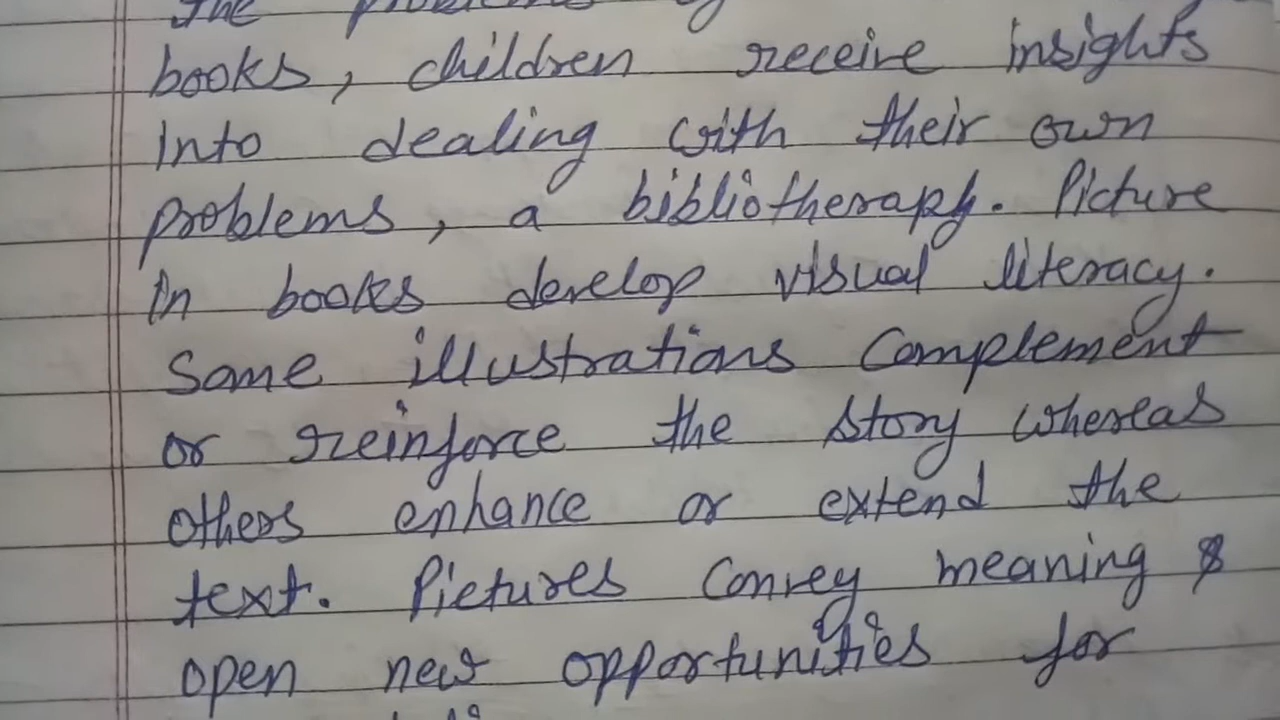 the problems
books, children receive insights
into dealing with their own
problems, a bibliotherapy. Picture
in books develop visual literacy.
Some illustrations Complement
or reinforce the story whereas
others enhance or extend the
text. Pictures Convey meaning &
open new opportunities for